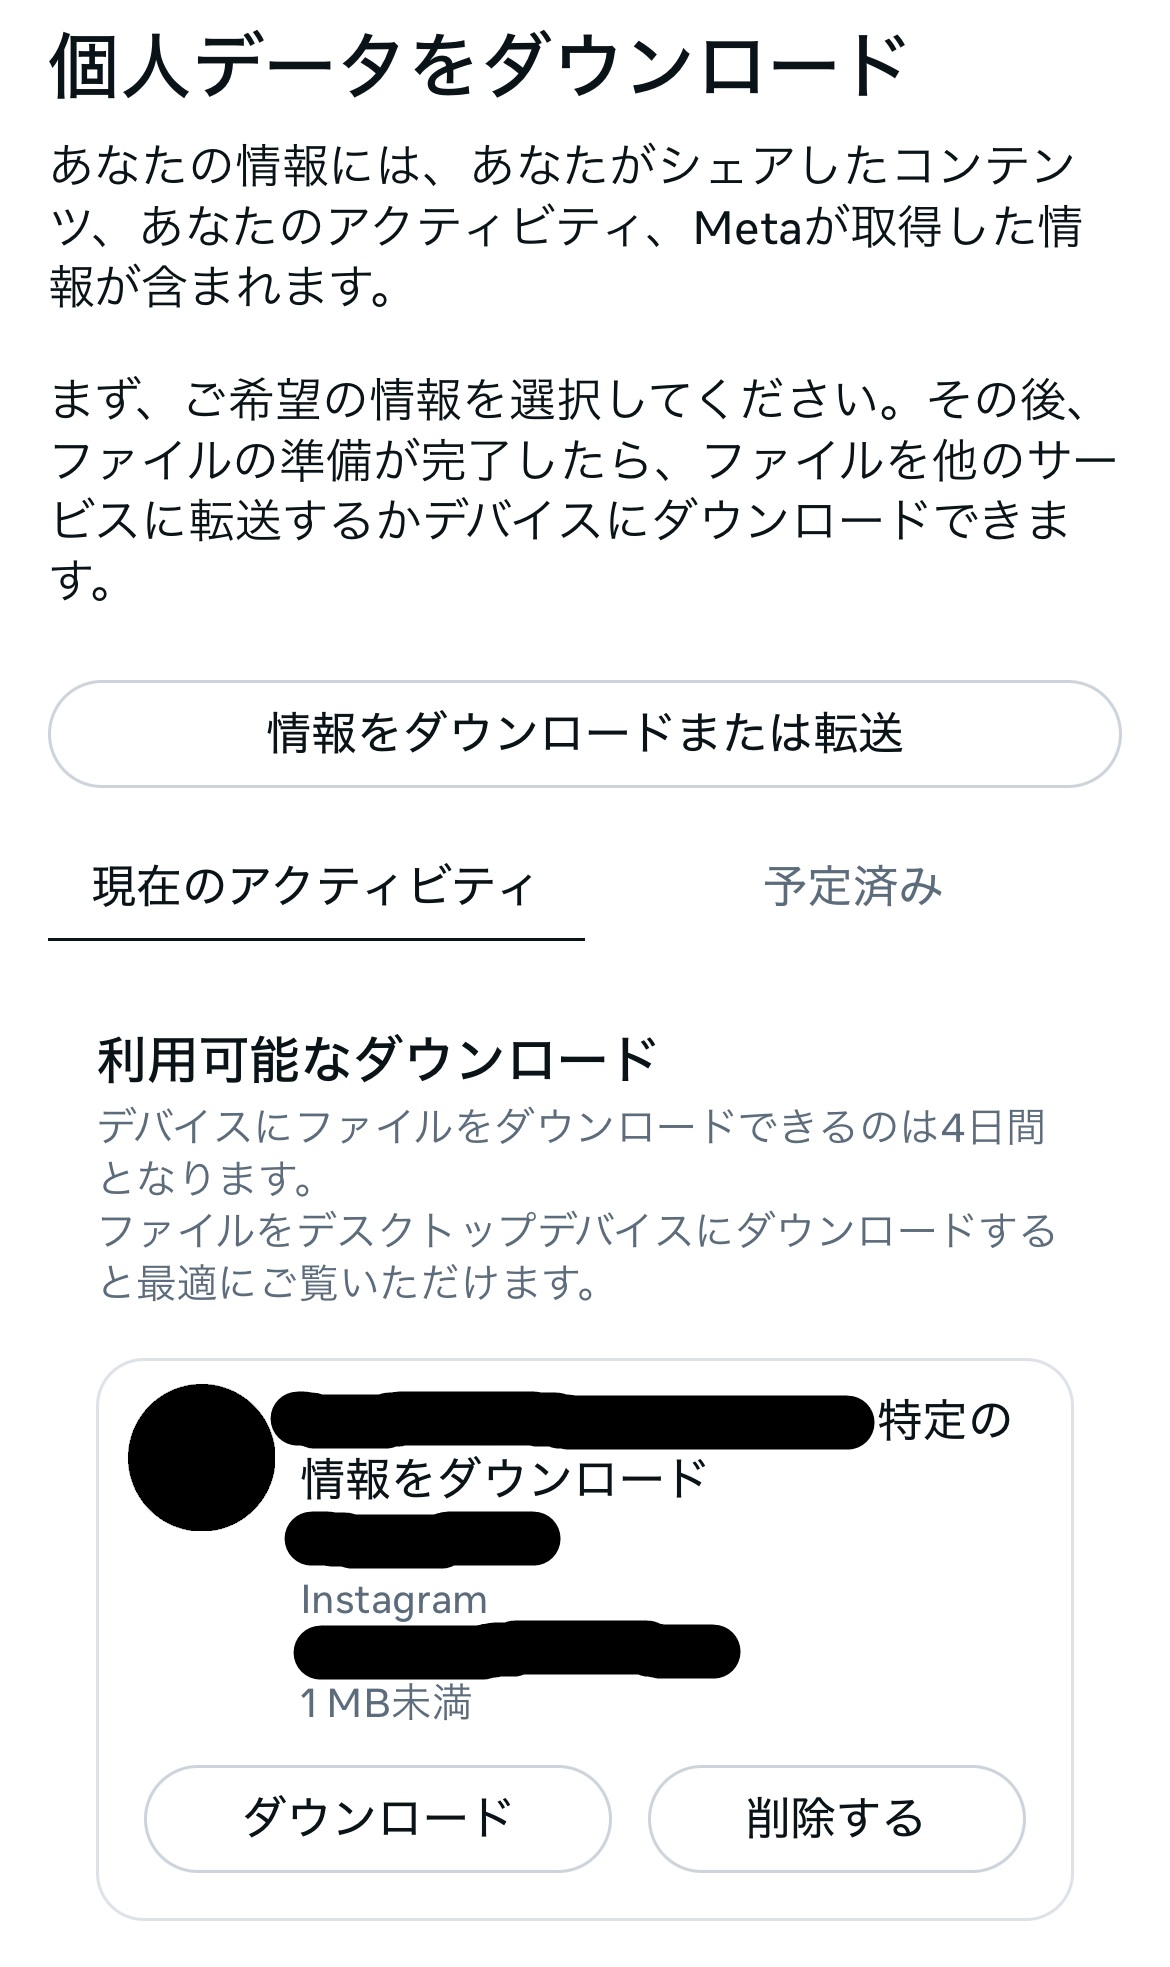 個人データをダウンロード
あなたの情報には、あなたがシェアしたコンテン
ツ、あなたのアクティビティ、Metaが取得した情
報が含まれます。
まず、ご希望の情報を選択してください。その後、
ファイルの準備が完了したら、ファイルを他のサー
ビスに転送するかデバイスにダウンロードできま
す。
情報をダウンロードまたは転送
現在のアクティビティ
予定済み
利用可能なダウンロード
デバイスにファイルをダウンロードできるのは4日間
となります。
ファイルをデスクトップデバイスにダウンロードする
と最適にご覧いただけます。
特定の
情報をダウンロード
Instagram
1 MB未満
ダウンロード
削除する